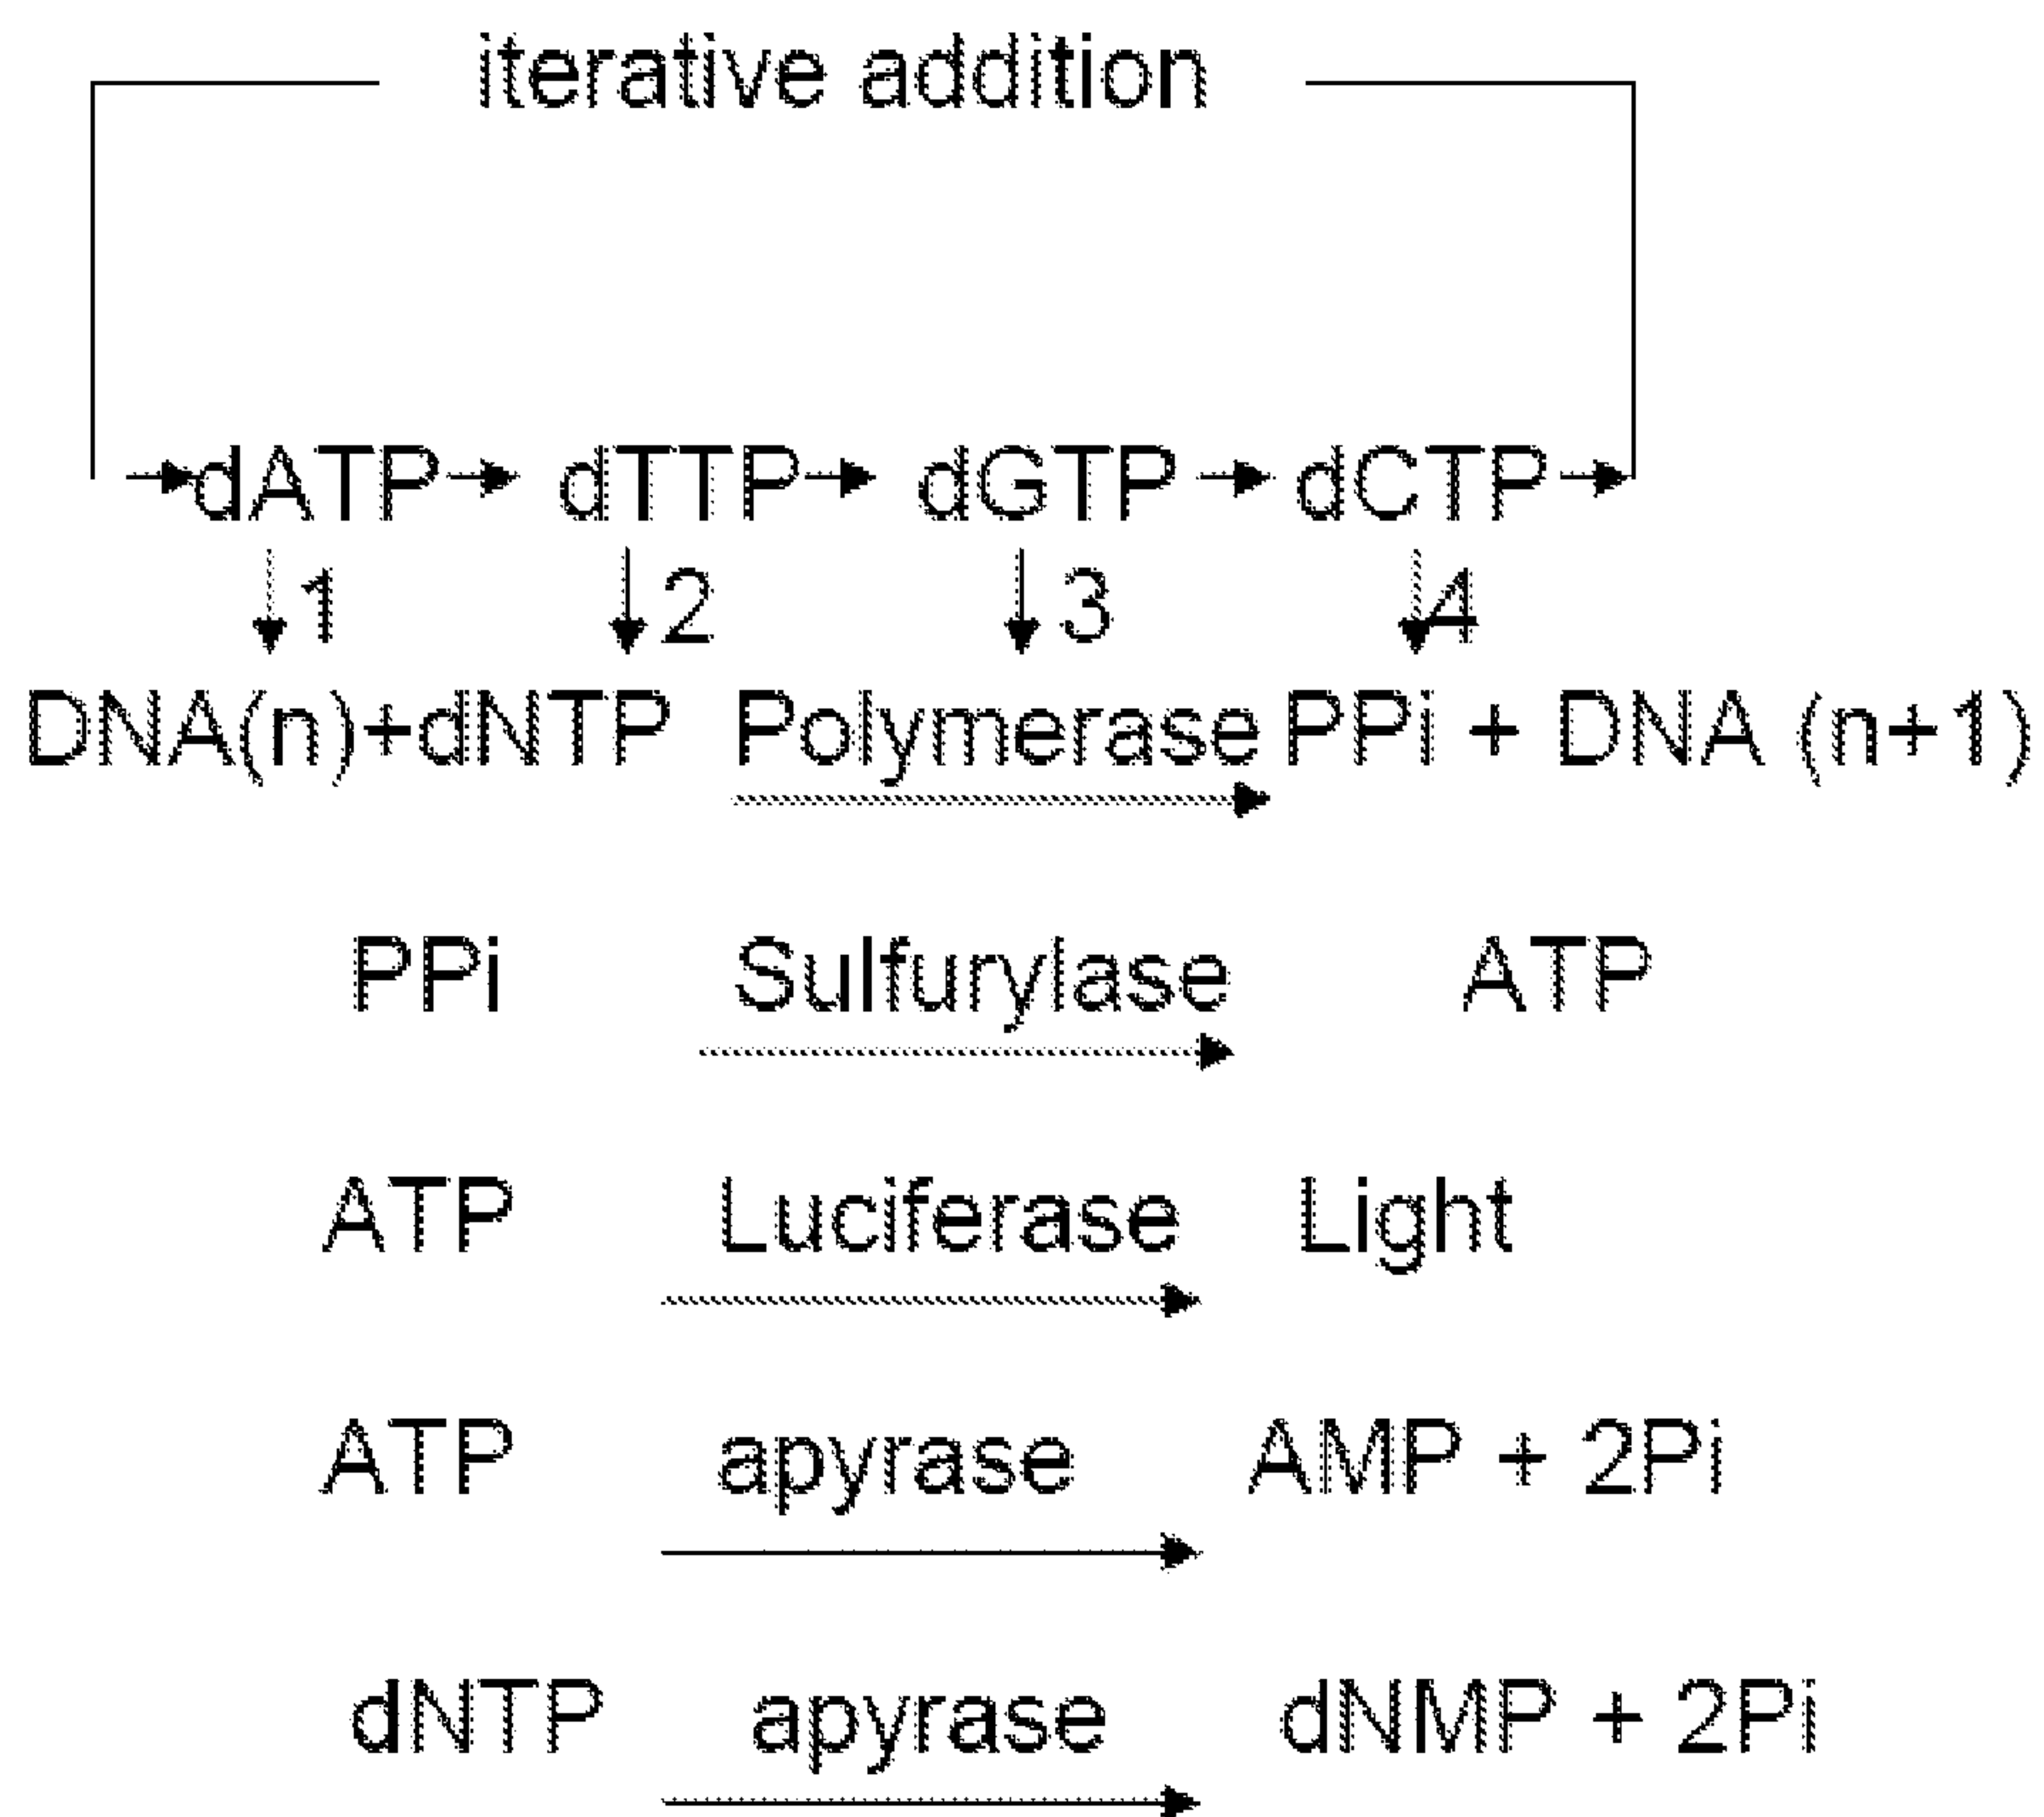 iterative addition
dATP dTTP dGTP dCTP
1 2 3 4
DNA(n)+dNTP Polymerase PPi + DNA (n+1)
PPi Sulfurylase ATP
ATP Luciferase Light
ATP apyrase AMP + 2Pi
dNTP apyrase dNMP + 2Pi